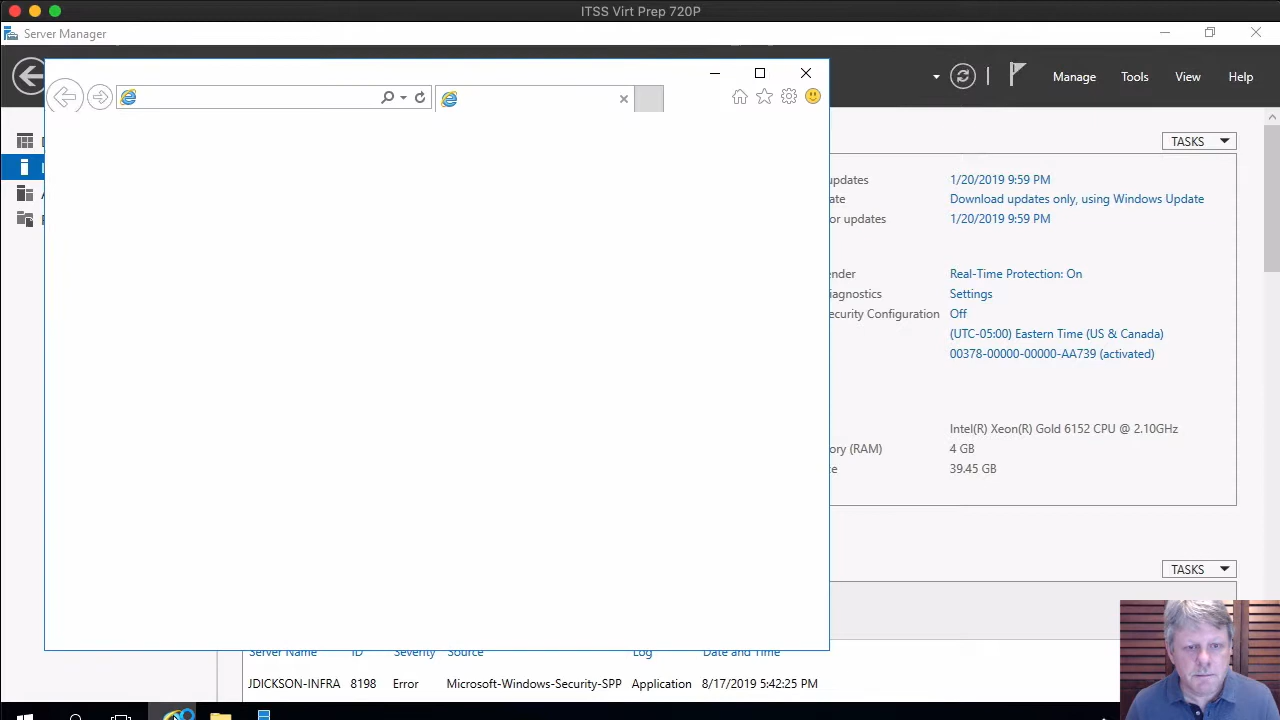 ITSS Virt Prep 720P
Server Manager
Manage Tools View Help
TASKS
updates 1/20/2019 9:59 PM
Download updates only, using Windows Update
or updates 1/20/2019 9:59 PM
Real-Time Protection: On
Settings
ecurity Configuration Off
(UTC-05:00) Eastern Time (US & Canada)
00378-00000-00000-AA739 (activated)
Intel(R) Xeon(R) Gold 6152 CPU @ 2.10GHz
ory (RAM) 4 GB
39.45 GB
TASKS
Server Name ID Severity Source Log Date and Time
JDICKSON-INFRA 8198 Error Microsoft-Windows-Security-SPP Application 8/17/2019 5:42:25 PM